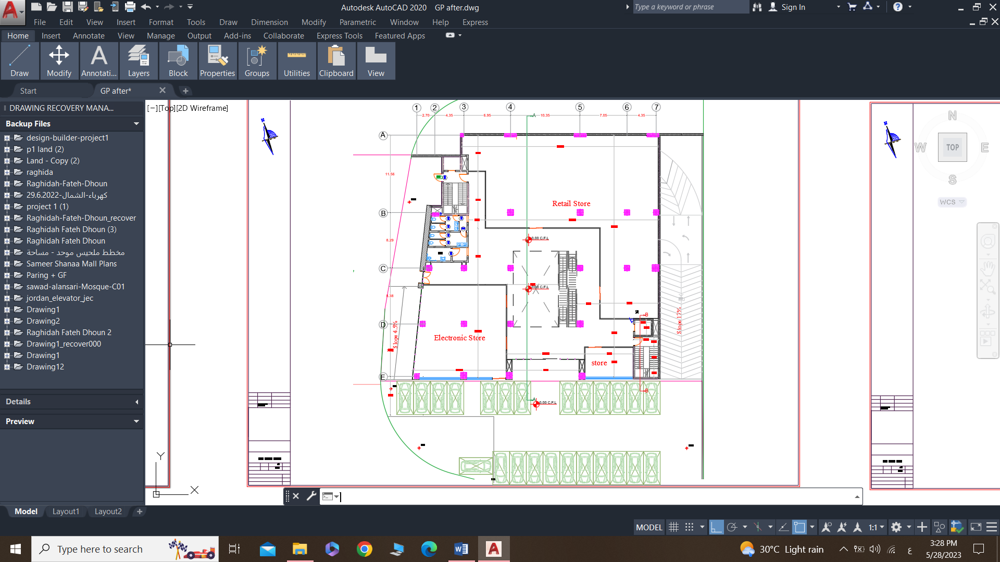 Autodesk AutoCAD 2020 GP after.dwg
Type a keyword or phrase
Sign In
File Edit View Insert Format Tools Draw Dimension Modify Parametric Window Help Express
Home Insert Annotate View Manage Output Add-ins Collaborate Express Tools Featured Apps
Draw Modify Annotati... Layers Block Properties Groups Utilities Clipboard View
Start GP after*
DRAWING RECOVERY MANA...
Backup Files
design-builder-project1
p1 land (2)
Land - Copy (2)
raghida
Raghidah-Fateh-Dhoun
كهرباء-الشمال-29.6.2022
project 1 (1)
Raghidah-Fateh-Dhoun_recover
Raghidah Fateh Dhoun (3)
Raghidah Fateh Dhoun
مخطط ملحيس موحد - مساحة
Sameer Shanaa Mall Plans
Paring + GF
sawad-alansari-Mosque-C01
jordan_elevator_jec
Drawing1
Drawing2
Raghidah Fateh Dhoun 2
Drawing1_recover000
Drawing1
Drawing12
Details
Preview
[−][Top][2D Wireframe]
1 2 3 4 5 6 7
2.70 4.35 6.95 10.35 7.05 4.35
A
A
B
C
D
E
11.56
8.29
8.38
Retail Store
0.00 C.F.L
0.00 C.F.L
Electronic Store
store
Slope 4.5%
Slope 17%
B
B
A
0.00 C.F.L
N
W TOP E
S
WCS
Y
X
Model Layout1 Layout2
MODEL
1:1
Type here to search
30°C Light rain
ع
3:28 PM
5/28/2023